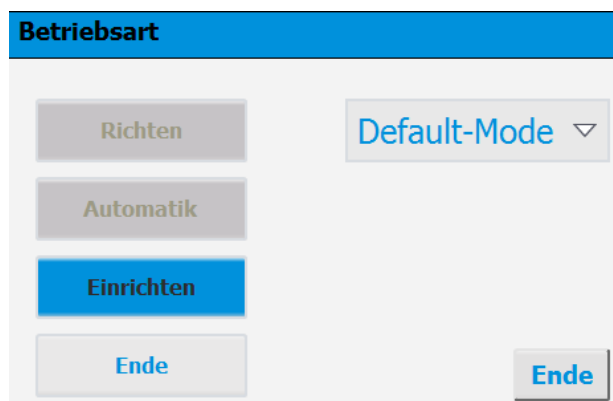 Betriebsart
Richten
Default-Mode
Automatik
Einrichten
Ende
Ende